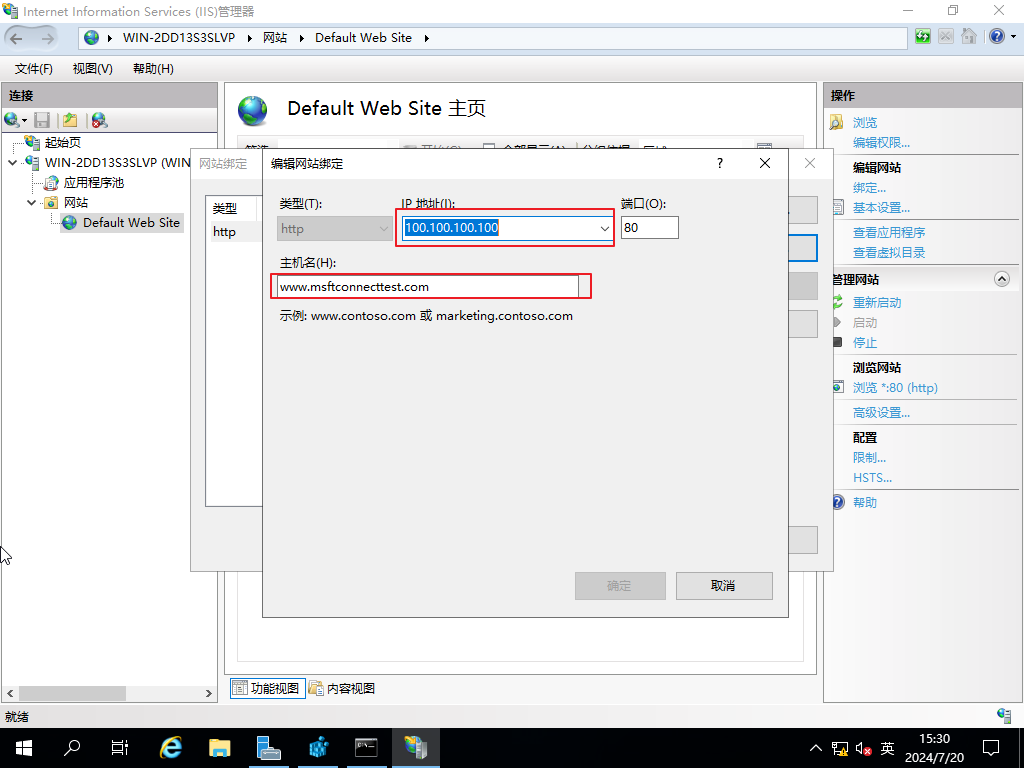 Internet Information Services (IIS)管理器
WIN-2DD13S3SLVP
网站
Default Web Site
文件(F)
视图(V)
帮助(H)
连接
起始页
WIN-2DD13S3SLVP (WIN
应用程序池
网站
Default Web Site
Default Web Site 主页
网站绑定
类型
http
编辑网站绑定
?
类型(T):
IP 地址(I):
端口(O):
http
100.100.100.100
80
主机名(H):
www.msftconnecttest.com
示例: www.contoso.com 或 marketing.contoso.com
确定
取消
操作
浏览
编辑权限...
编辑网站
绑定...
基本设置...
查看应用程序
查看虚拟目录
管理网站
重新启动
启动
停止
浏览网站
浏览 *:80 (http)
高级设置...
配置
限制...
HSTS...
帮助
功能视图
内容视图
就绪
英
15:30
2024/7/20